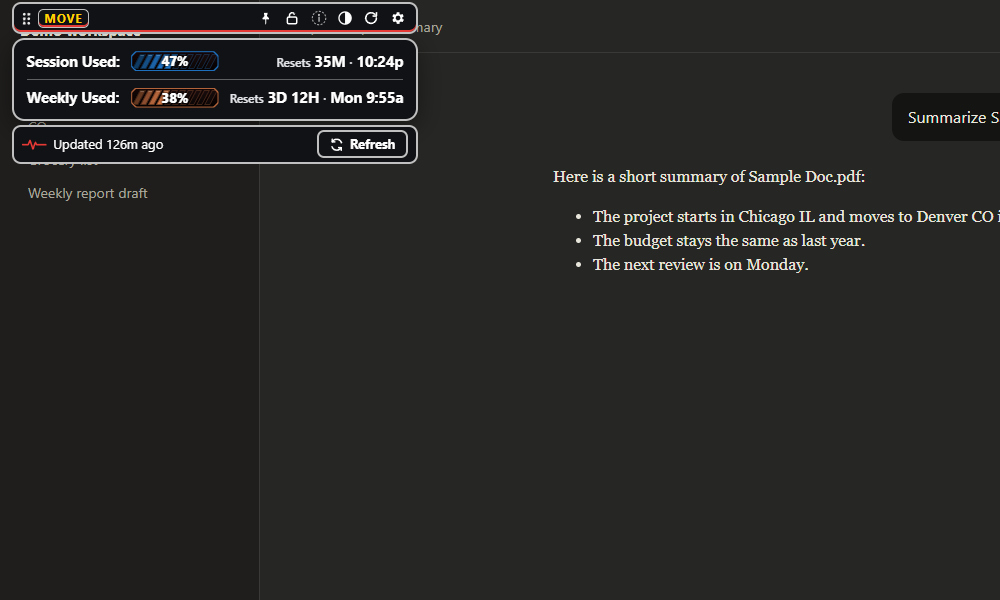 MOVE
Session Used: 47% Resets 35M · 10:24p
Weekly Used: 38% Resets 3D 12H · Mon 9:55a
Updated 126m ago Refresh
Weekly report draft
Summarize S
Here is a short summary of Sample Doc.pdf:
• The project starts in Chicago IL and moves to Denver CO i
• The budget stays the same as last year.
• The next review is on Monday.